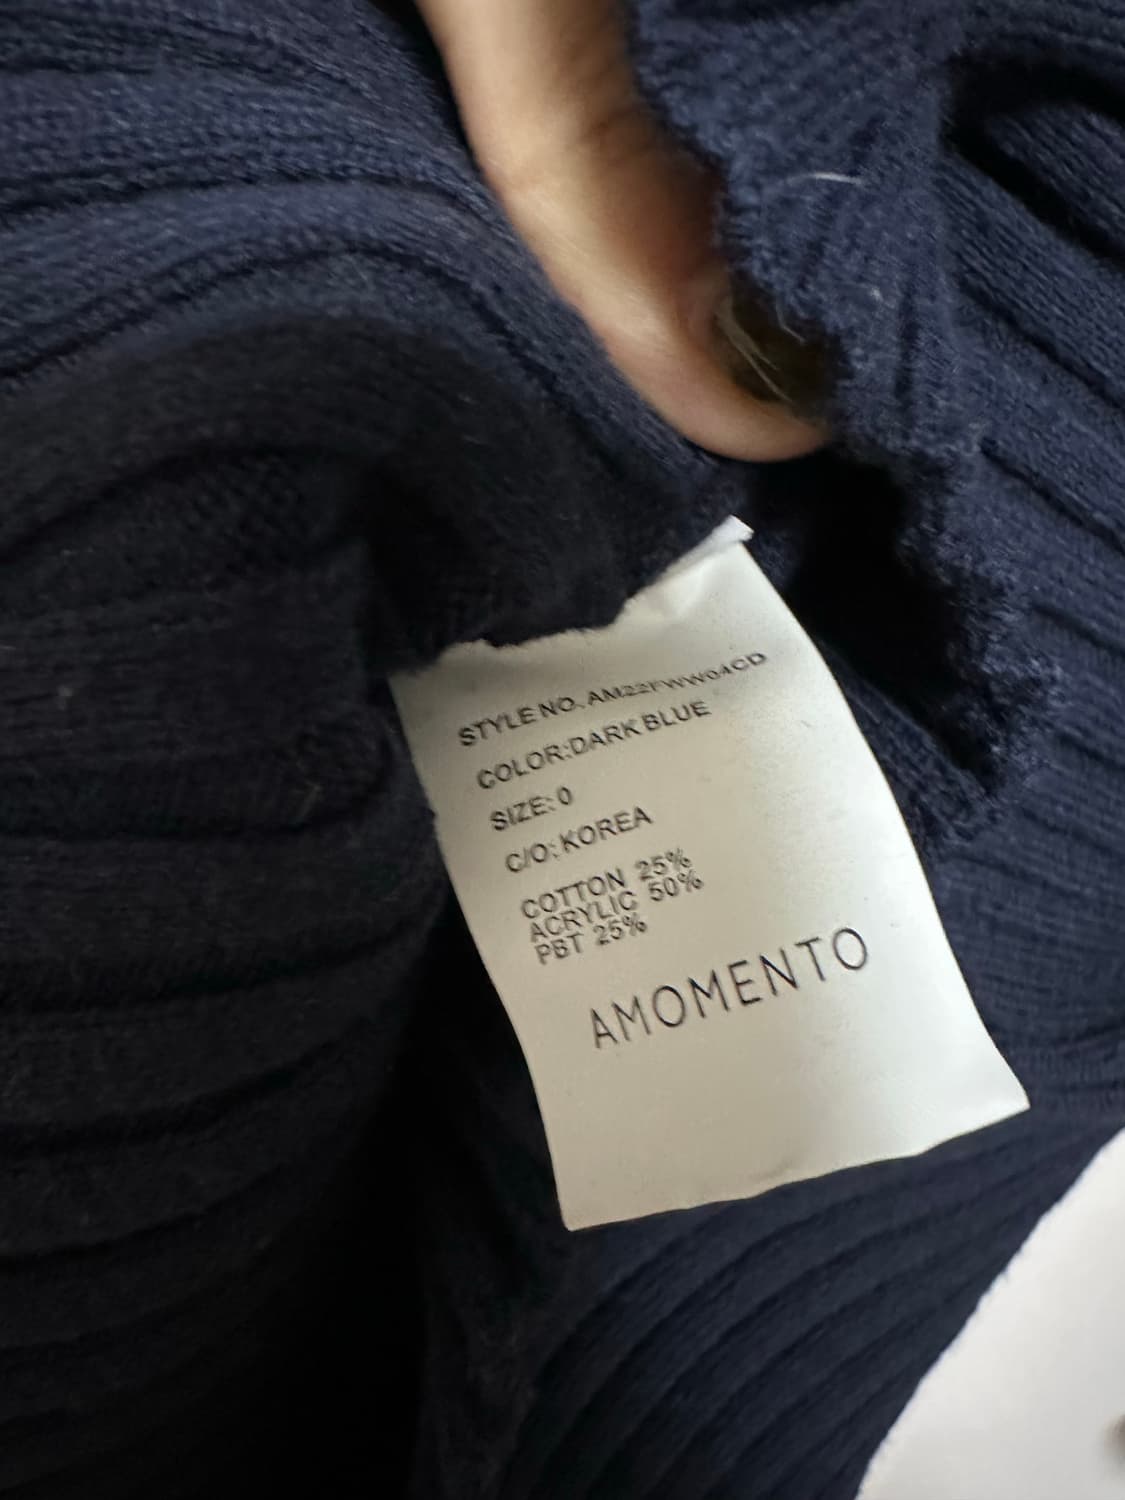 STYLE NO. AM22FWW04CD
COLOR:DARK BLUE
SIZE: 0
C/O: KOREA
COTTON 25%
ACRYLIC 50%
PBT 25%
AMOMENTO